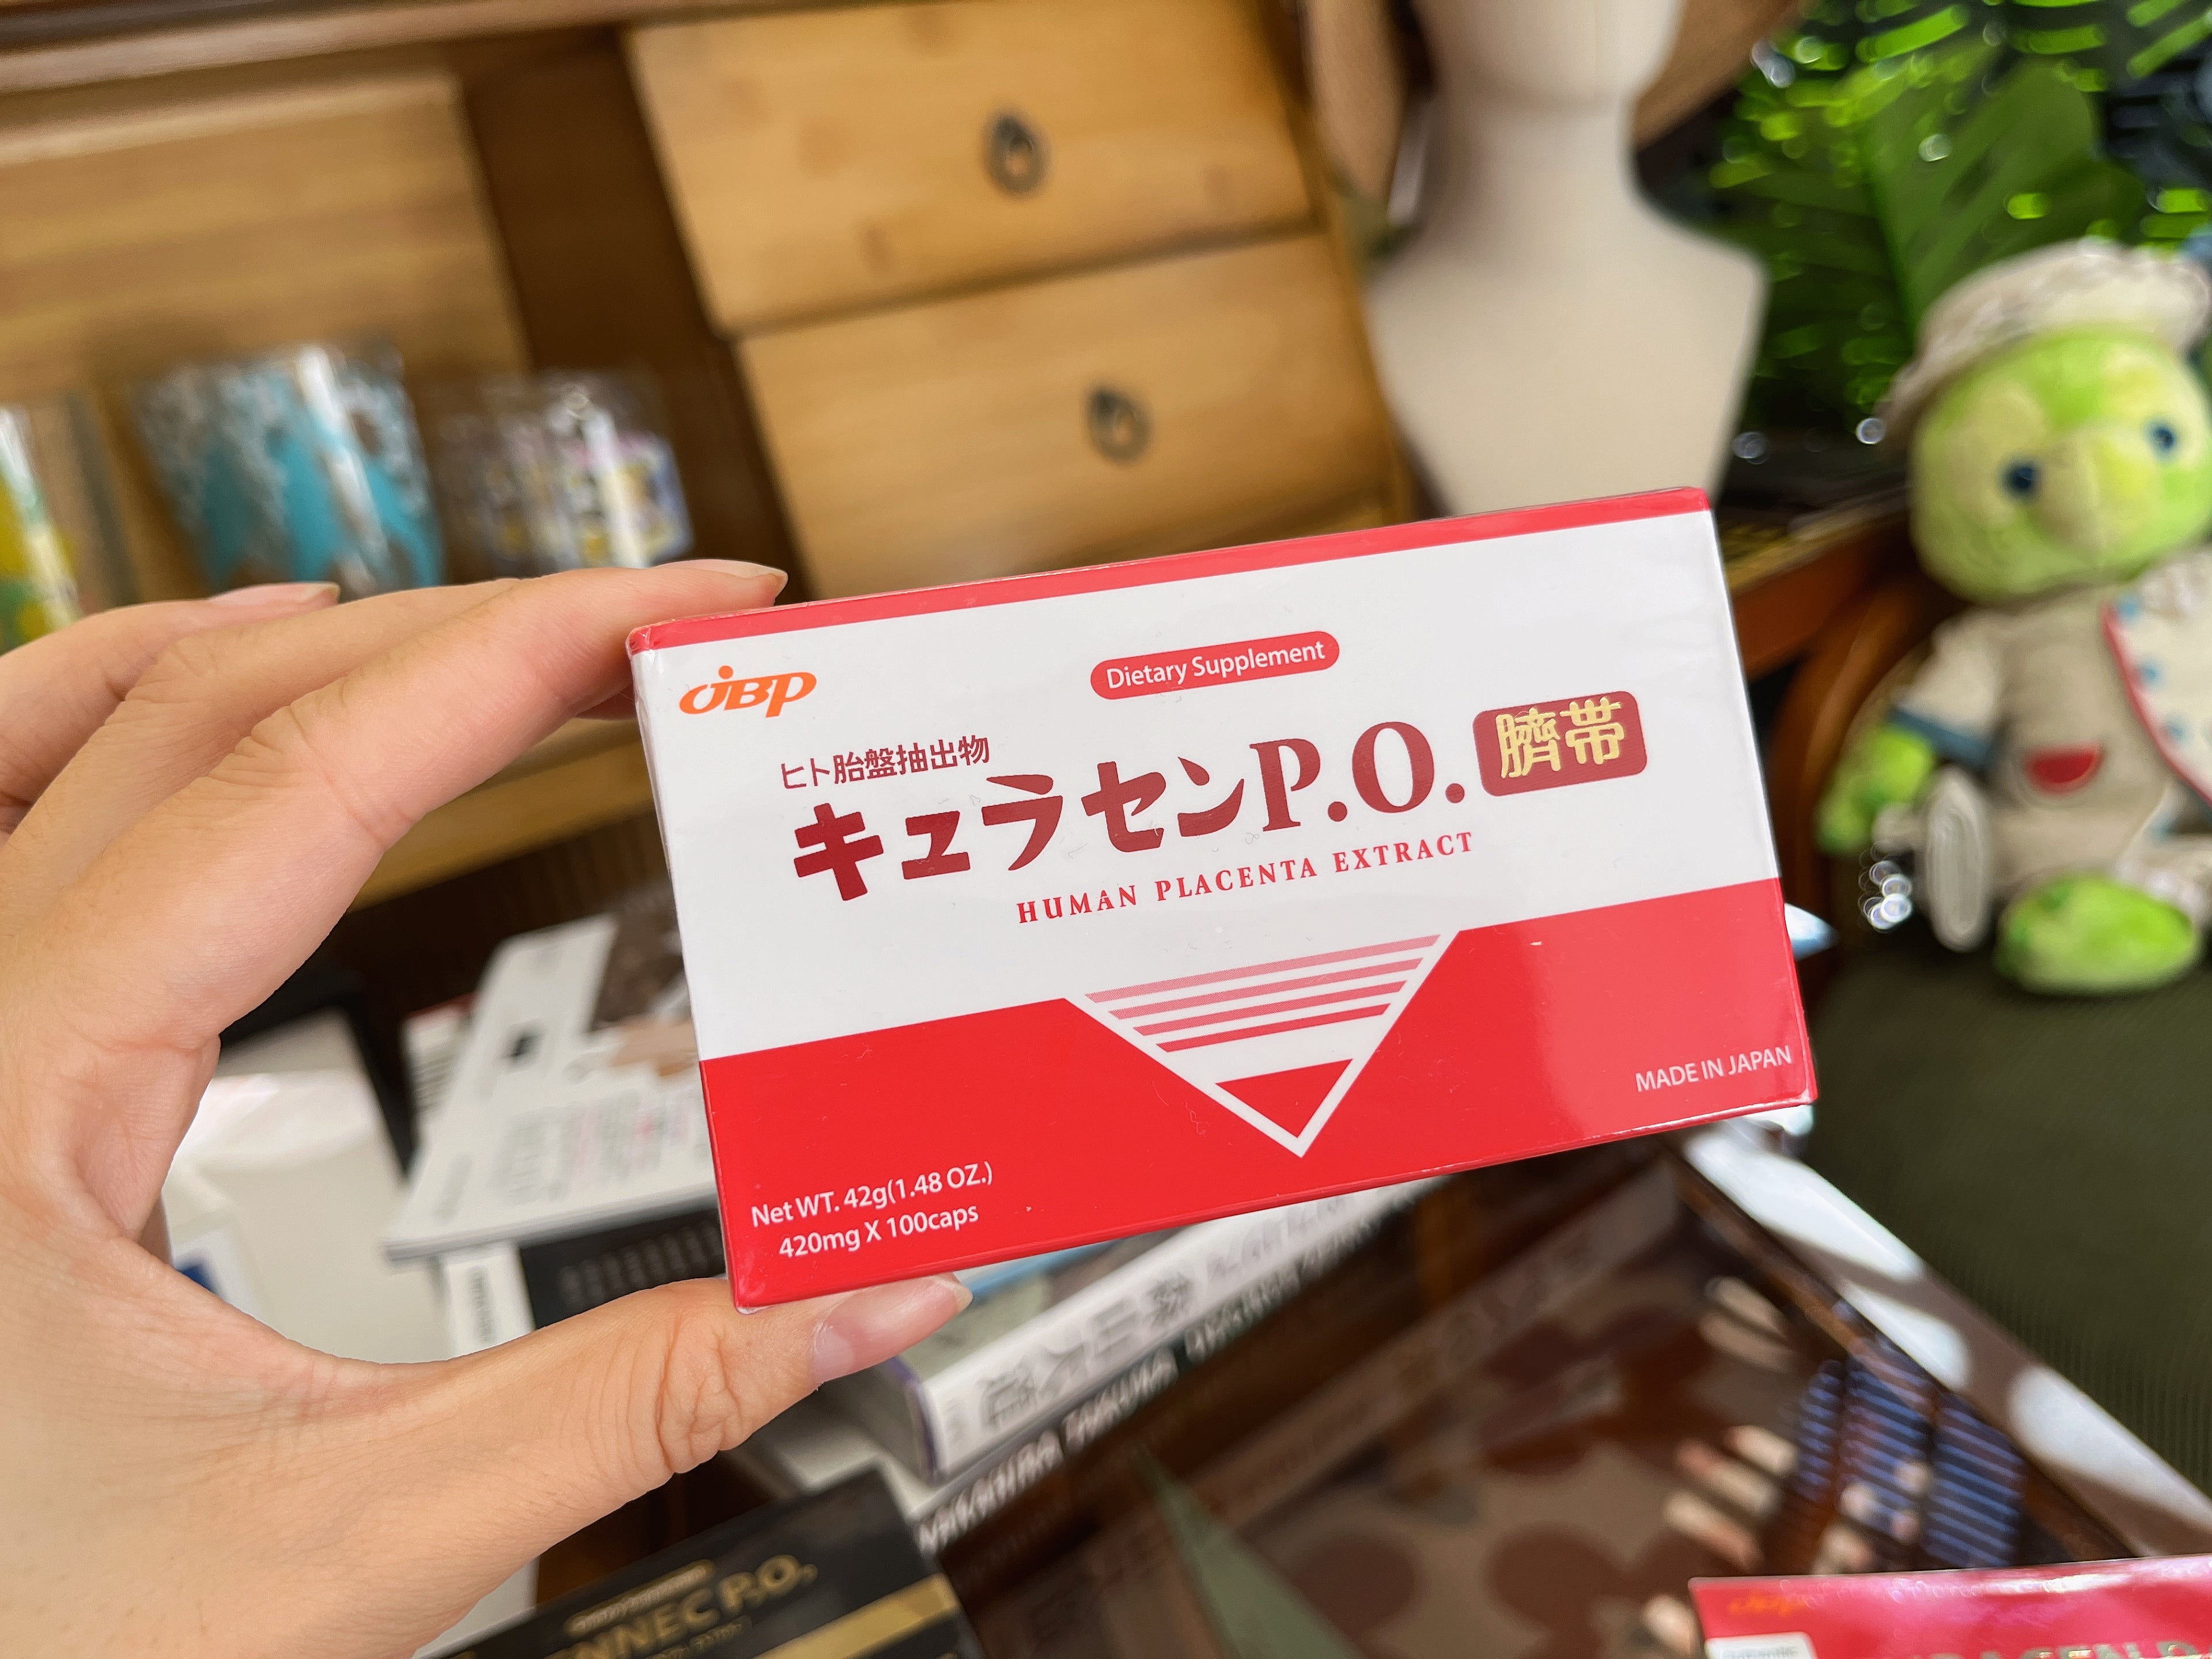 JBP
Dietary Supplement
ヒト胎盤抽出物
キュラセンP.O. 臍帯
HUMAN PLACENTA EXTRACT
MADE IN JAPAN
Net WT. 42g(1.48 OZ.)
420mg X 100caps
NNEC P.O.